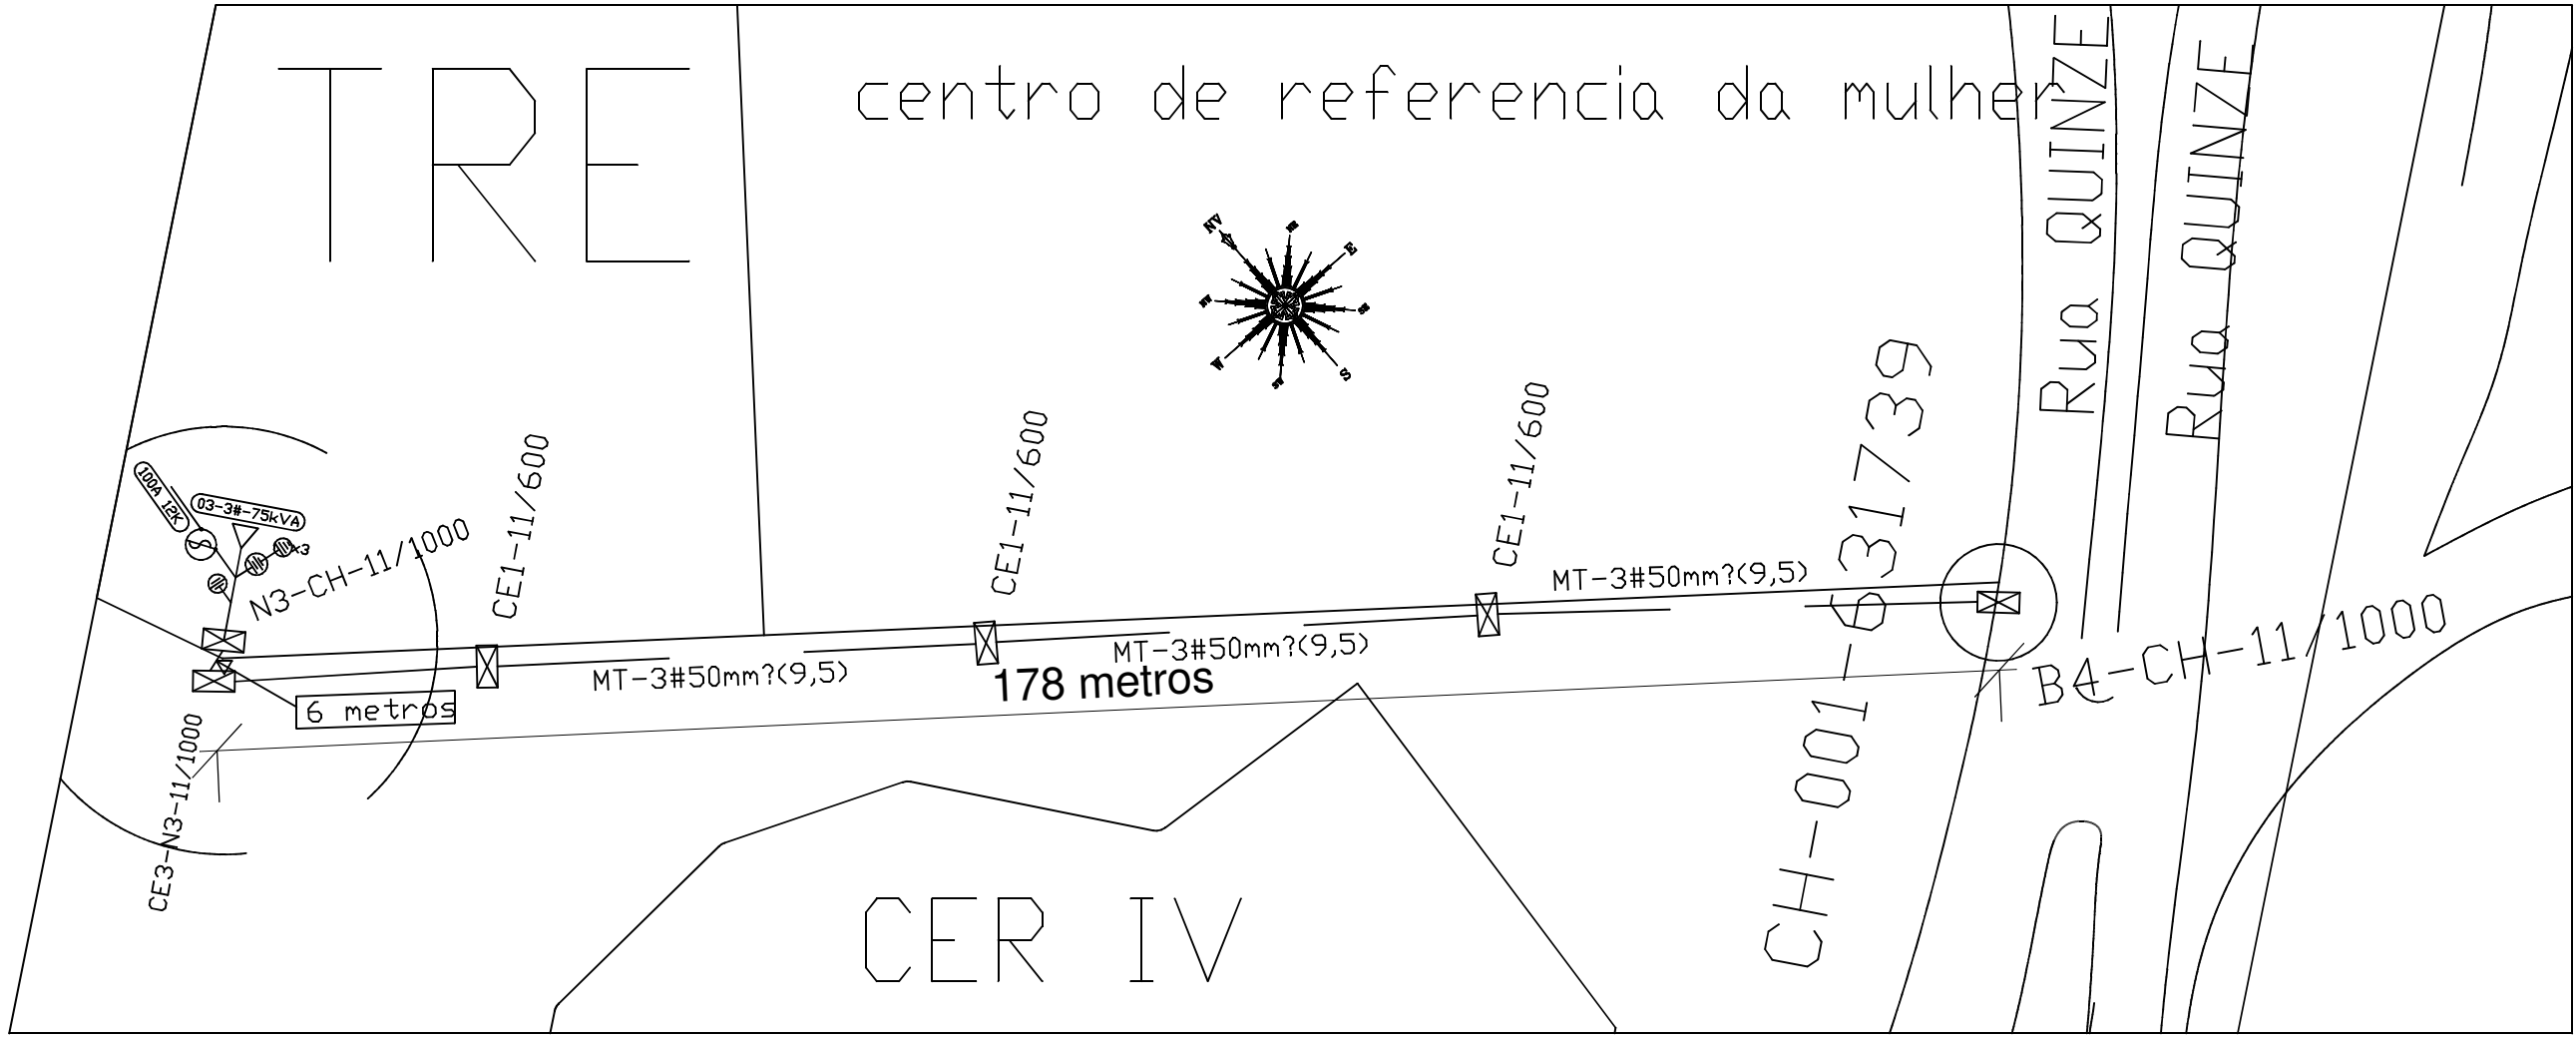 TRE
centro de referencia da mulher
Rua QUINZE
Rua QUINZE
NV
E
W
S
CE1-11/600
CE1-11/600
CE1-11/600
CH-001-631739
100A 12K
03-3#-75kVA
x3
N3-CH-11/1000
MT-3#50mm?(9,5)
MT-3#50mm?(9,5)
MT-3#50mm?(9,5)
178 metros
6 metros
B4-CH-11/1000
CE3-N3-11/1000
CER IV